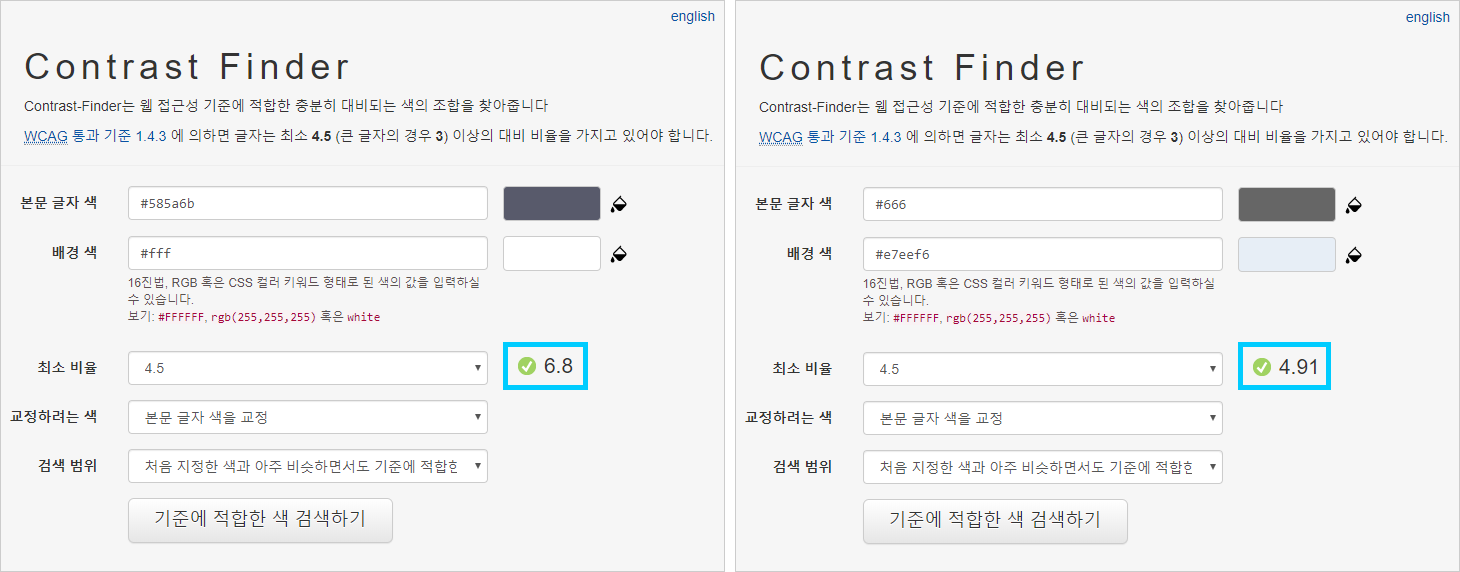 english
Contrast Finder
Contrast-Finder는 웹 접근성 기준에 적합한 충분히 대비되는 색의 조합을 찾아줍니다
WCAG 통과 기준 1.4.3 에 의하면 글자는 최소 4.5 (큰 글자의 경우 3) 이상의 대비 비율을 가지고 있어야 합니다.
본문 글자 색 #585a6b
배경 색 #fff
16진법, RGB 혹은 CSS 컬러 키워드 형태로 된 색의 값을 입력하실
수 있습니다.
보기: #FFFFFF, rgb(255,255,255) 혹은 white
최소 비율 4.5 6.8
교정하려는 색 본문 글자 색을 교정
검색 범위 처음 지정한 색과 아주 비슷하면서도 기준에 적합한
기준에 적합한 색 검색하기
english
Contrast Finder
Contrast-Finder는 웹 접근성 기준에 적합한 충분히 대비되는 색의 조합을 찾아줍니다
WCAG 통과 기준 1.4.3 에 의하면 글자는 최소 4.5 (큰 글자의 경우 3) 이상의 대비 비율을 가지고 있어야 합니다.
본문 글자 색 #666
배경 색 #e7eef6
16진법, RGB 혹은 CSS 컬러 키워드 형태로 된 색의 값을 입력하실
수 있습니다.
보기: #FFFFFF, rgb(255,255,255) 혹은 white
최소 비율 4.5 4.91
교정하려는 색 본문 글자 색을 교정
검색 범위 처음 지정한 색과 아주 비슷하면서도 기준에 적합한
기준에 적합한 색 검색하기